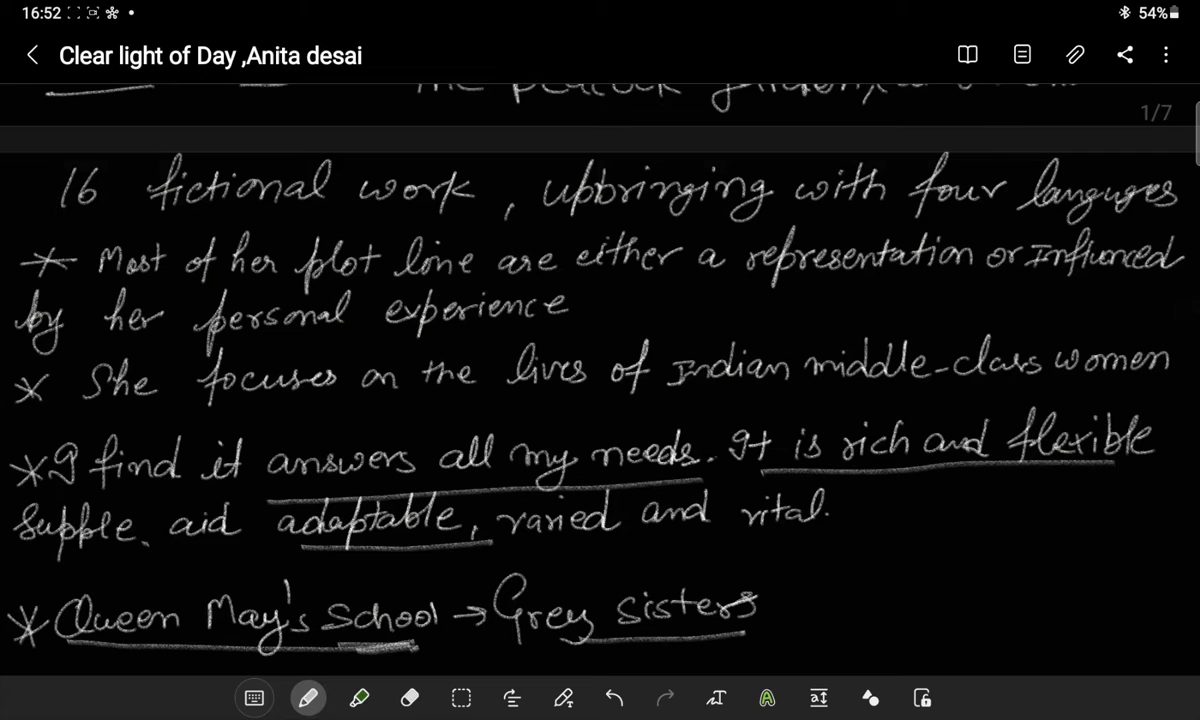 16:52
54%
Clear light of Day ,Anita desai
the peacock
1/7
16 fictional work, upbringing with four languges
* Most of her plot line are either a representation or Influnced
by her personal experience
* She focuses on the lives of Indian middle-class women
* I find it answers all my needs. It is rich and flexible
Supple, aid adaptable, varied and vital.
* Queen May's School → Grey Sisters